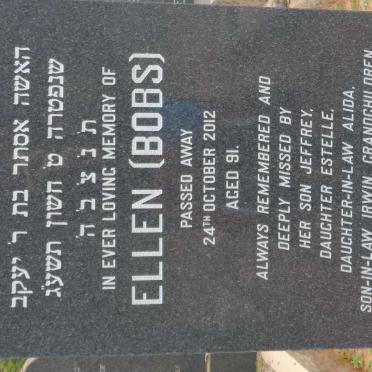 האשה אסתר בת ר׳ יעקב
שנפטרה ט׳ חשון תשע״ג
ת׳ נ׳ צ׳ ב׳ ה׳
IN EVER LOVING MEMORY OF
ELLEN (BOBS)
PASSED AWAY
24TH OCTOBER 2012
AGED 91.
ALWAYS REMEMBERED AND
DEEPLY MISSED BY
HER SON JEFFREY,
DAUGHTER ESTELLE,
DAUGHTER-IN-LAW ALIDA,
SON-IN-LAW IRWIN, GRANDCHILDREN